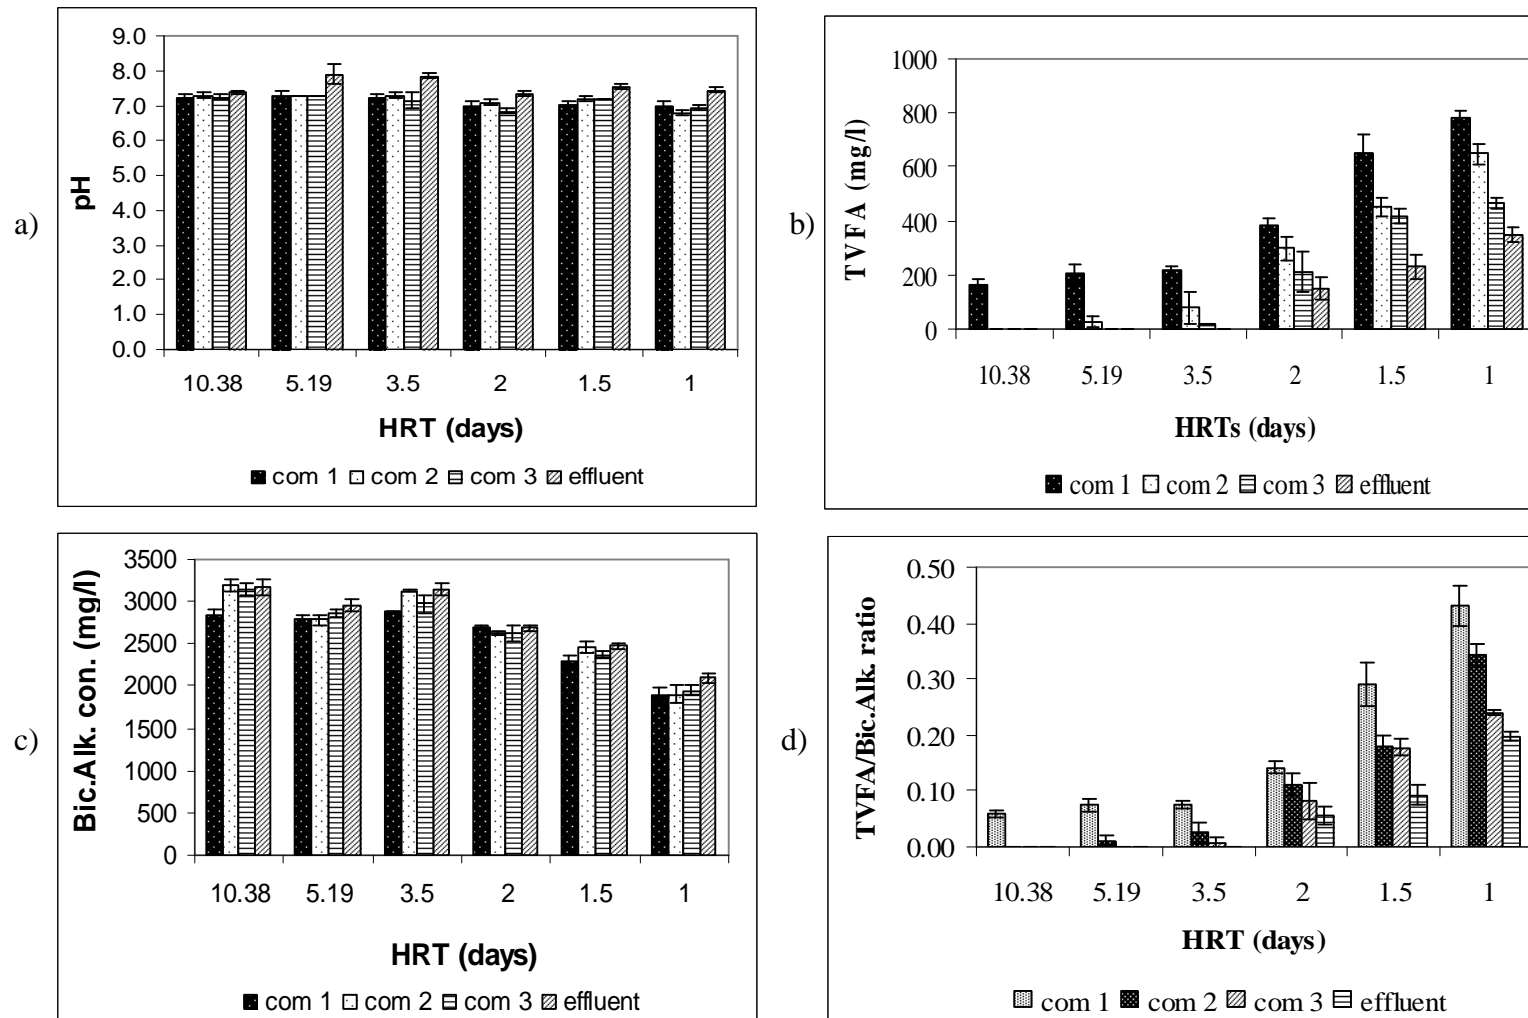 a)
pH
9.0
8.0
7.0
6.0
5.0
4.0
3.0
2.0
1.0
0.0
10.38 5.19 3.5 2 1.5 1
HRT (days)
com 1 com 2 com 3 effluent
b)
TVFA (mg/l)
1000
800
600
400
200
0
10.38 5.19 3.5 2 1.5 1
HRTs (days)
com 1 com 2 com 3 effluent
c)
Bic.Alk. con. (mg/l)
3500
3000
2500
2000
1500
1000
500
0
10.38 5.19 3.5 2 1.5 1
HRT (days)
com 1 com 2 com 3 effluent
d)
TVFA/Bic.Alk. ratio
0.50
0.40
0.30
0.20
0.10
0.00
10.38 5.19 3.5 2 1.5 1
HRT (days)
com 1 com 2 com 3 effluent